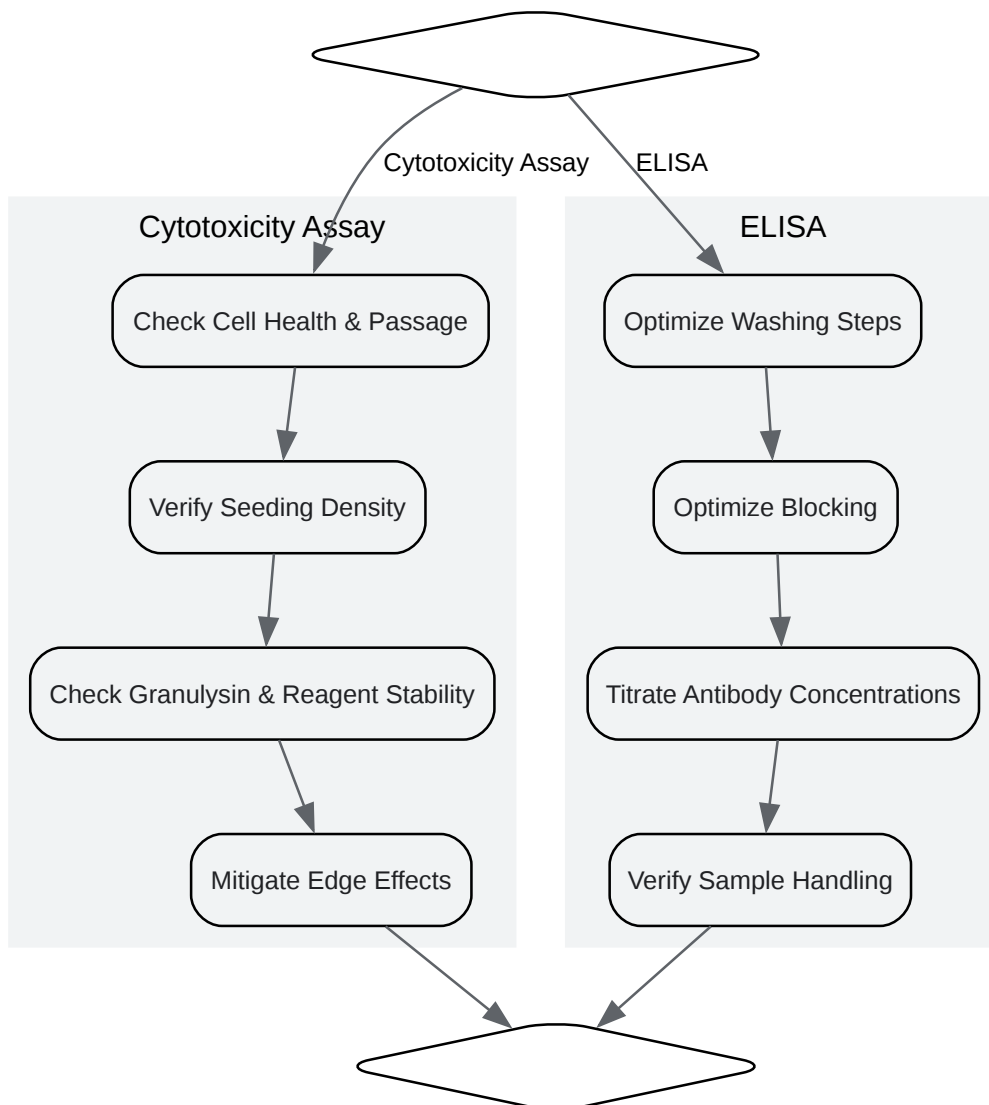 Cytotoxicity Assay
ELISA
Cytotoxicity Assay
Check Cell Health & Passage
Verify Seeding Density
Check Granulysin & Reagent Stability
Mitigate Edge Effects
ELISA
Optimize Washing Steps
Optimize Blocking
Titrate Antibody Concentrations
Verify Sample Handling